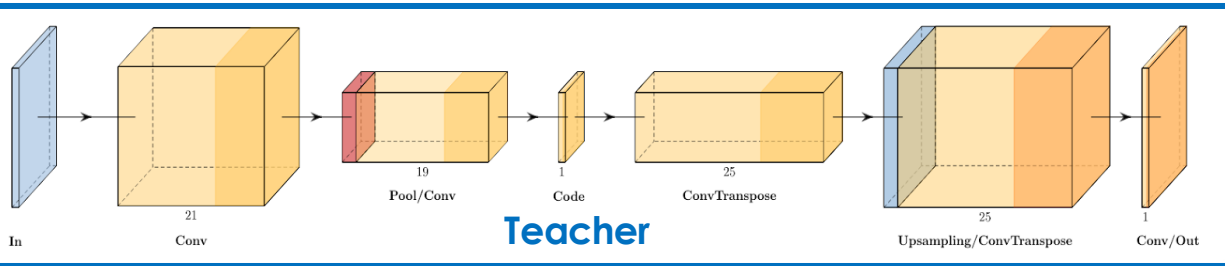 In
21
Conv
19
Pool/Conv
1
Code
25
ConvTranspose
Teacher
25
Upsampling/ConvTranspose
1
Conv/Out